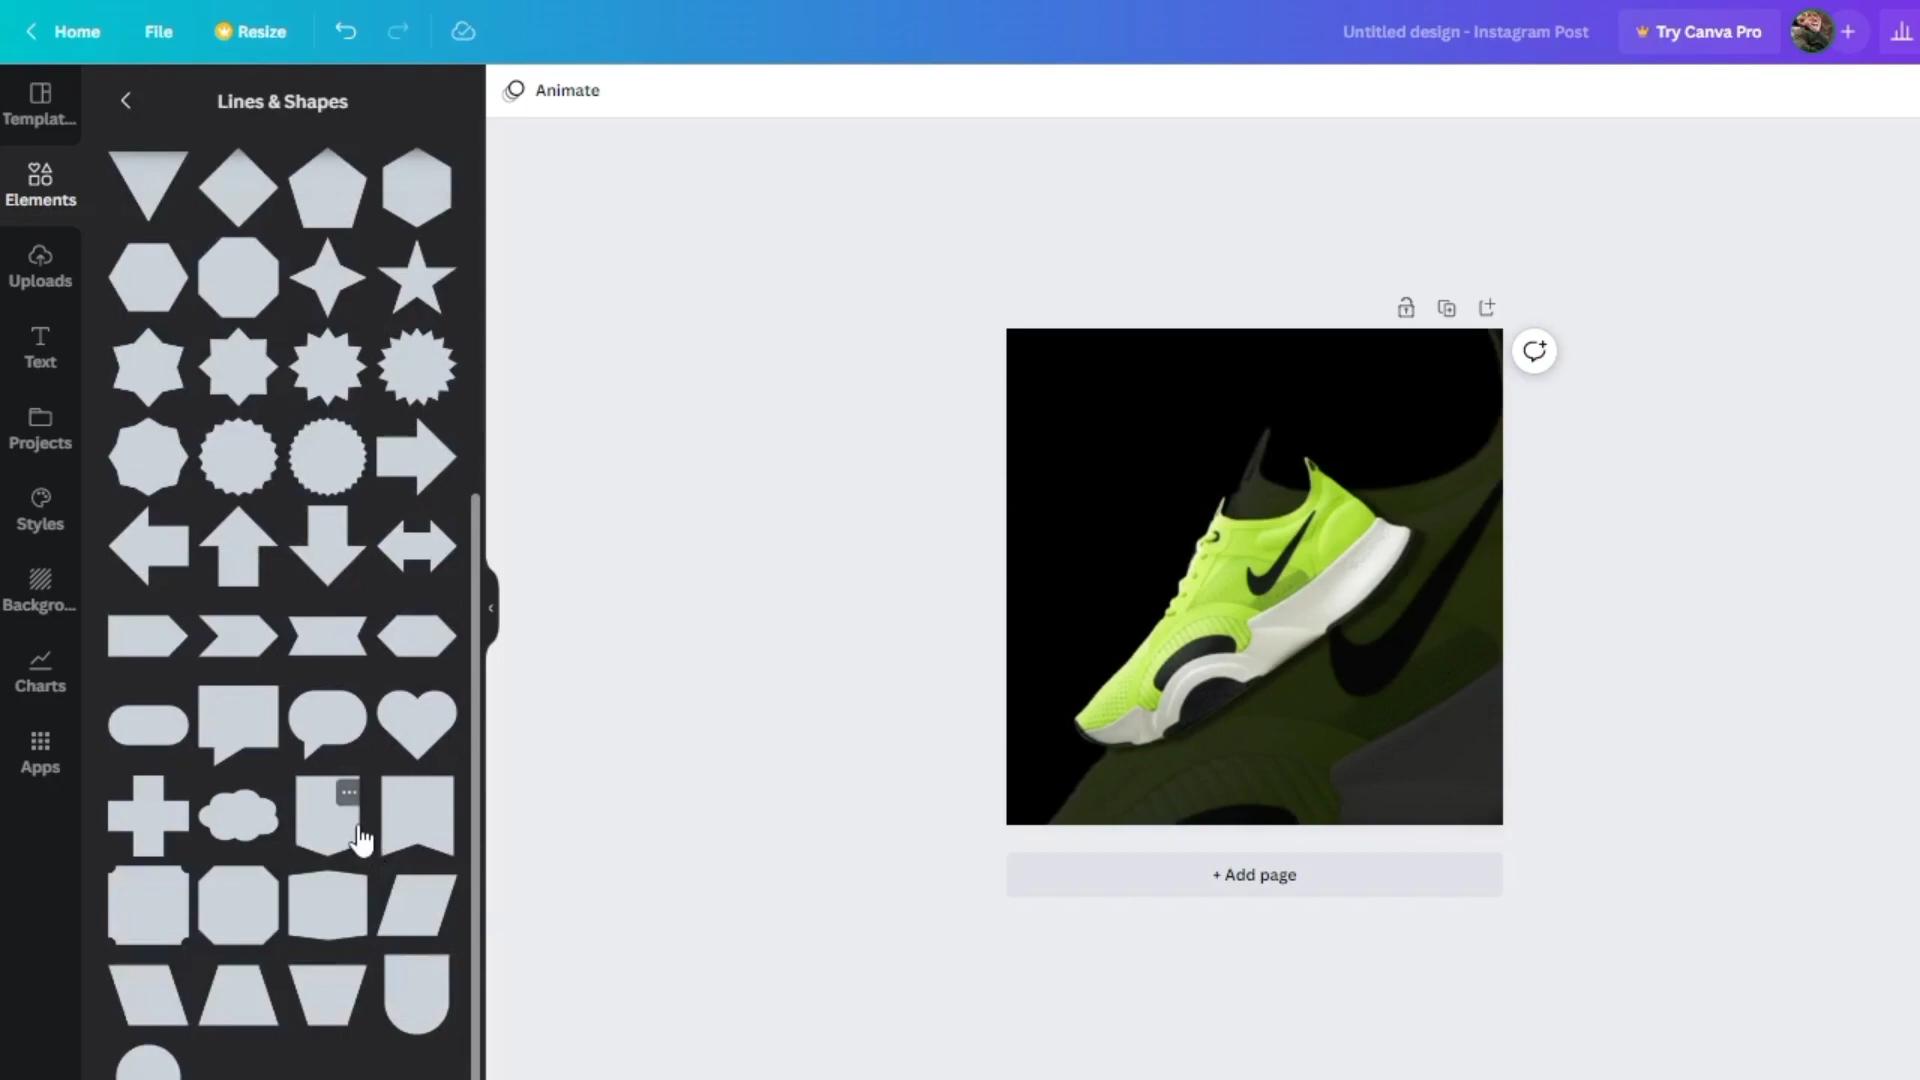 Home
File
Resize
Untitled design - Instagram Post
Try Canva Pro
Templat...
Elements
Uploads
Text
Projects
Styles
Backgro...
Charts
Apps
Lines & Shapes
Animate
+ Add page